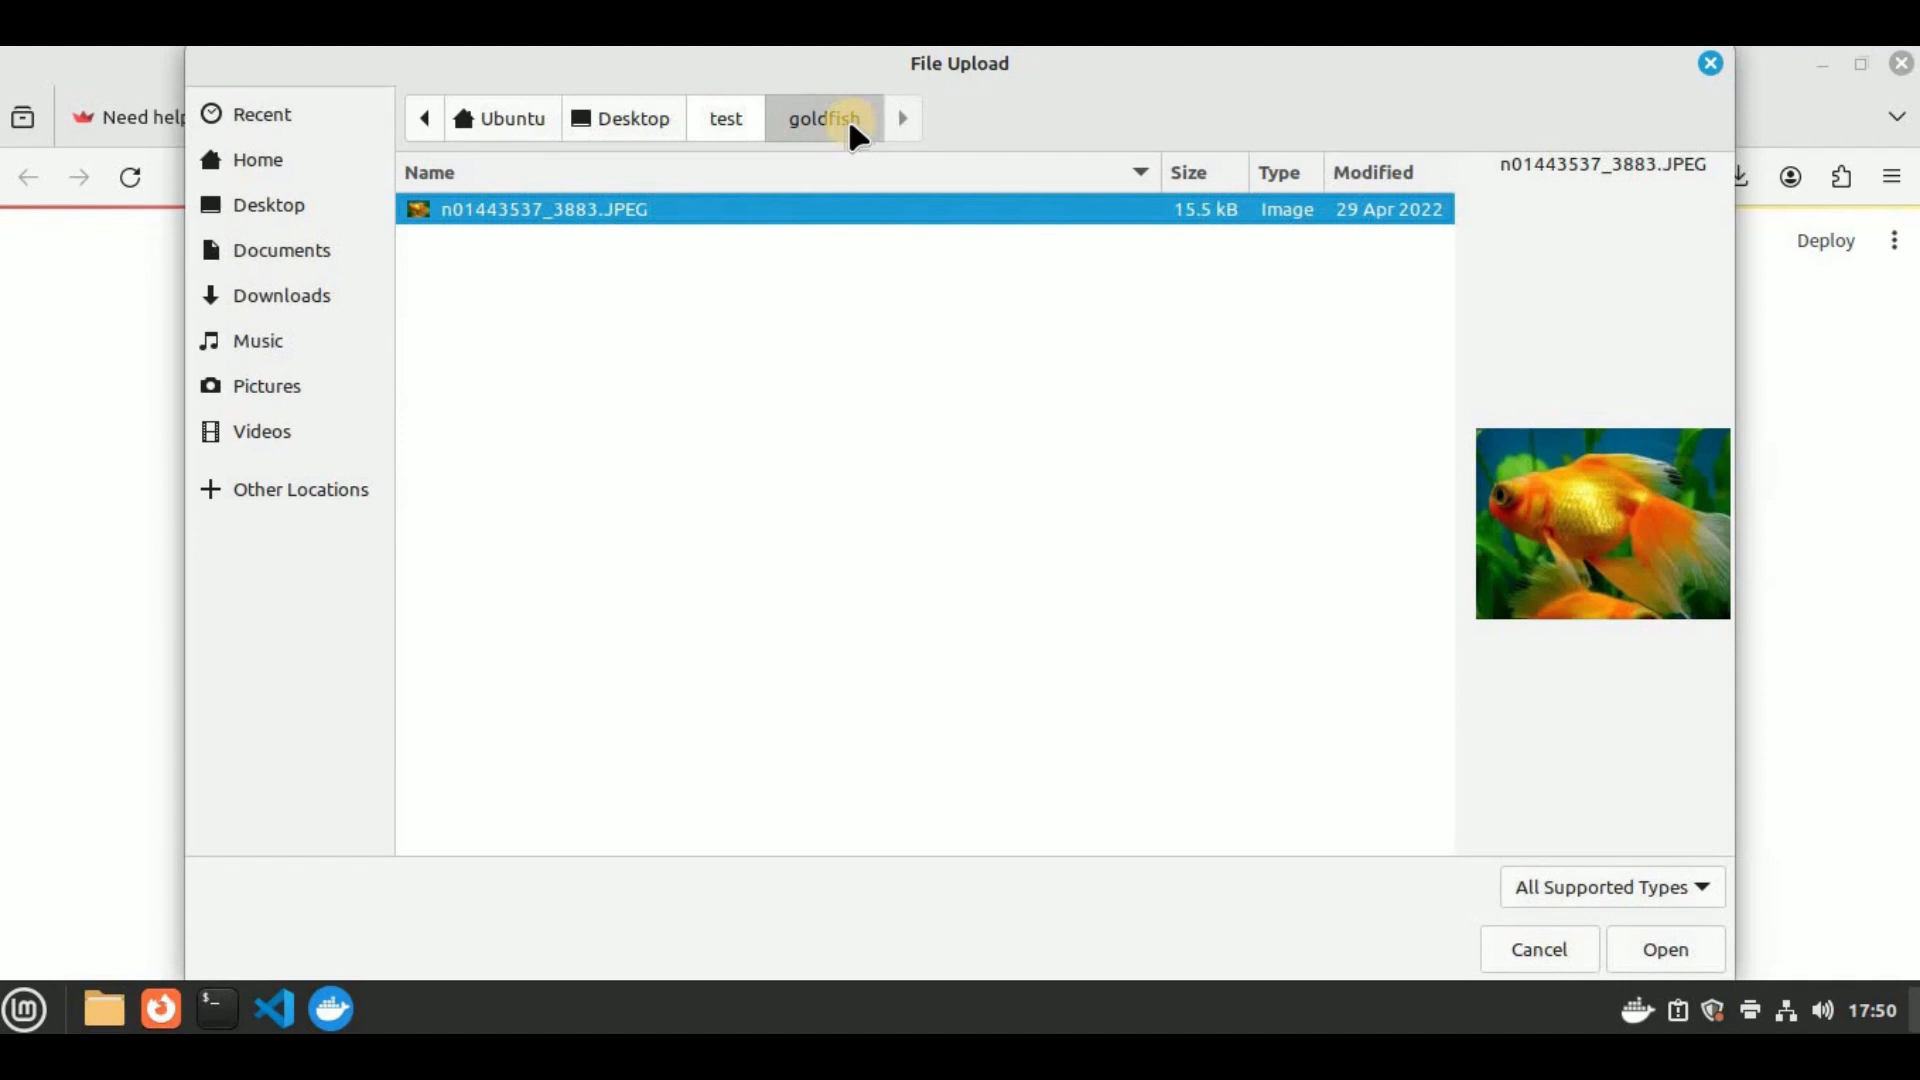 File Upload
Need help
Recent
Home
Desktop
Documents
Downloads
Music
Pictures
Videos
Other Locations
Ubuntu Desktop test goldfish
Name Size Type Modified
n01443537_3883.JPEG 15.5 kB Image 29 Apr 2022
n01443537_3883.JPEG
Deploy
All Supported Types
Cancel Open
$_
17:50